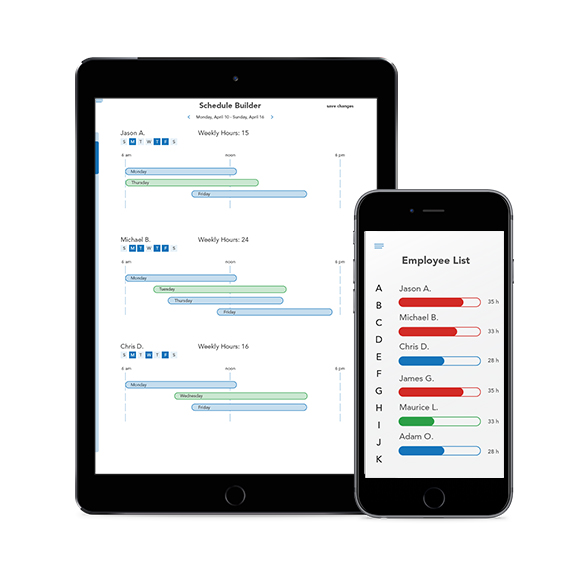 Schedule Builder
save changes
Monday, April 10 - Sunday, April 16
Jason A.
Weekly Hours: 15
S M T W T F S
6 am noon 6 pm
Monday
Thursday
Friday
Michael B.
Weekly Hours: 24
S M T W T F S
6 am noon 6 pm
Monday
Tuesday
Thursday
Friday
Chris D.
Weekly Hours: 16
S M T W T F S
6 am noon 6 pm
Monday
Wednesday
Friday
Employee List
A
B
C
D
E
F
G
H
I
J
K
Jason A.
35 h
Michael B.
33 h
Chris D.
28 h
James G.
35 h
Maurice L.
33 h
Adam O.
28 h